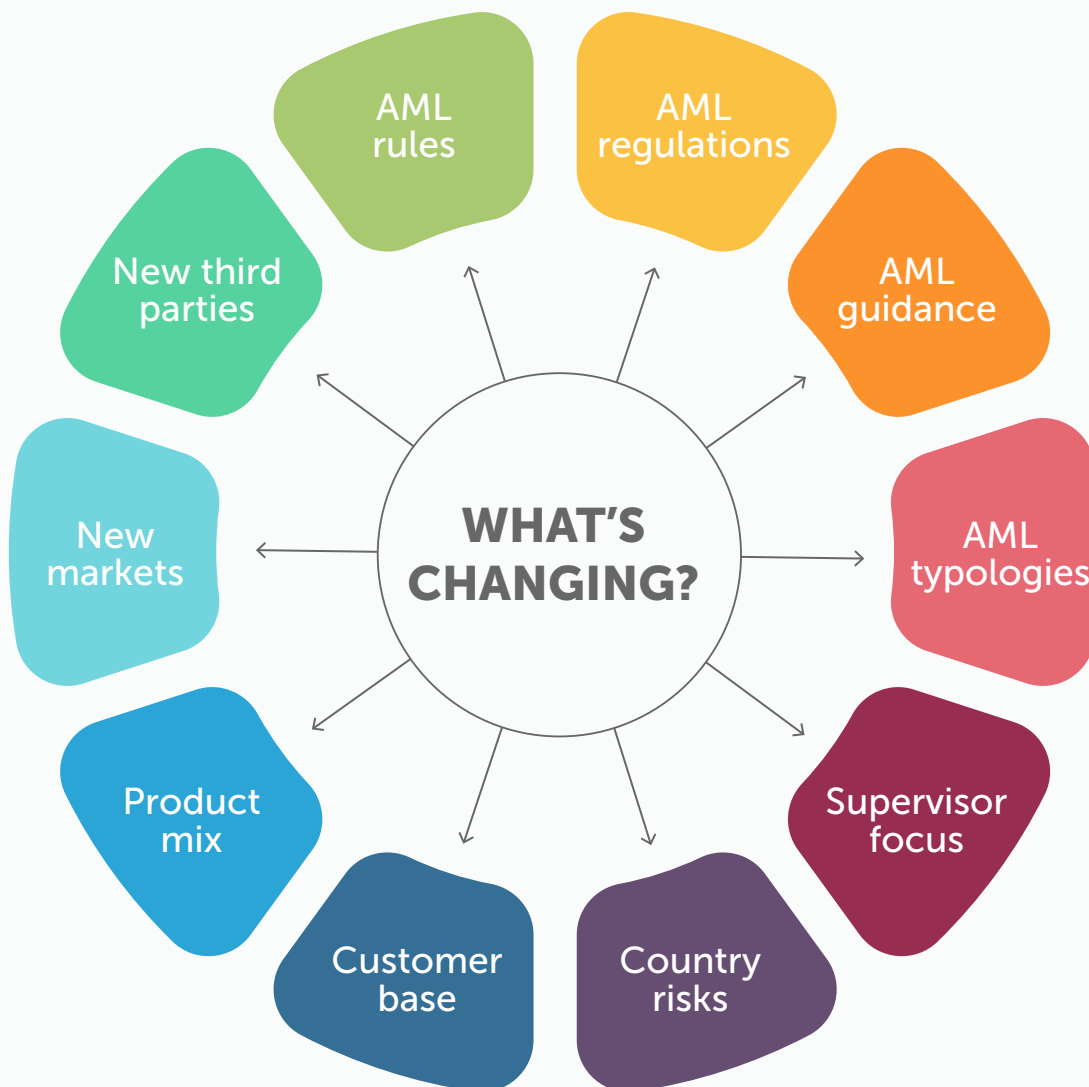 AML
rules
AML
regulations
New third
parties
AML
guidance
New
markets
WHAT'S
CHANGING?
AML
typologies
Product
mix
Supervisor
focus
Customer
base
Country
risks